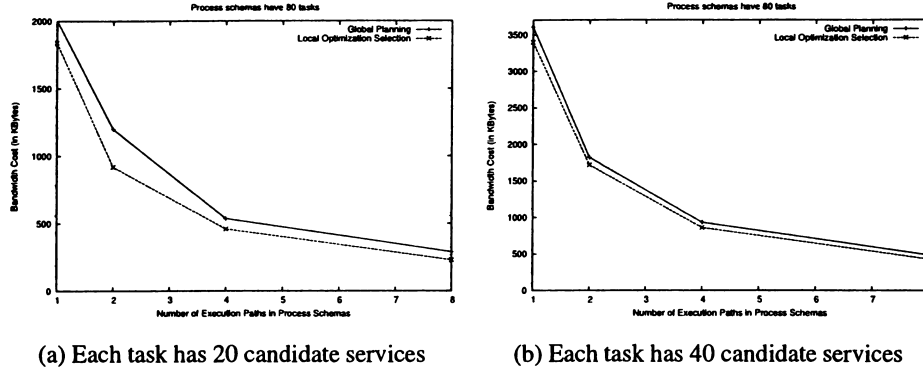 Process schemas have 80 tasks
2000
1500
1000
500
0
Bandwidth Cost (in KBytes)
Global Planning
Local Optimization Selection
1 2 3 4 5 6 7 8
Number of Execution Paths in Process Schemas
(a) Each task has 20 candidate services
Process schemas have 80 tasks
3500
3000
2500
2000
1500
1000
500
0
Bandwidth Cost (in KBytes)
Global Planning
Local Optimization Selection
1 2 3 4 5 6 7
Number of Execution Paths in Process Schemas
(b) Each task has 40 candidate services